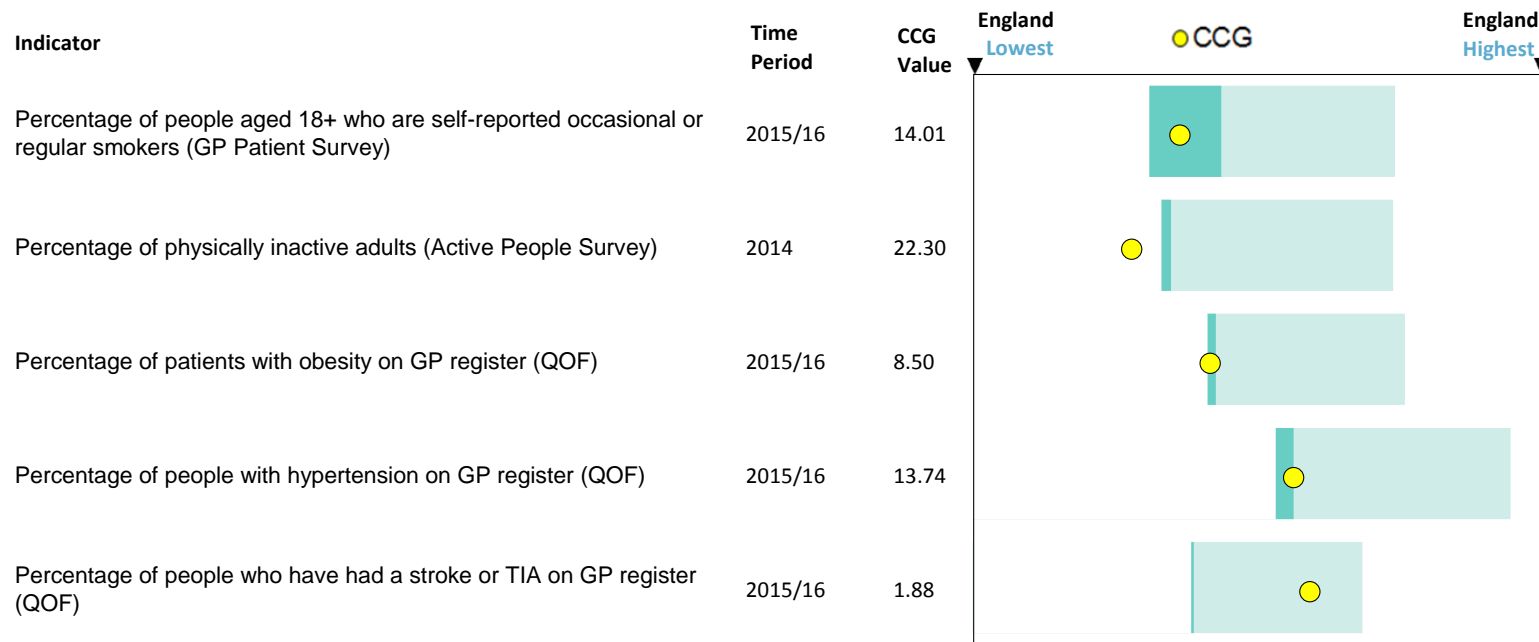 Indicator
Time Period
CCG Value
England Lowest
CCG
England Highest
Percentage of people aged 18+ who are self-reported occasional or
regular smokers (GP Patient Survey)
2015/16
14.01
Percentage of physically inactive adults (Active People Survey)
2014
22.30
Percentage of patients with obesity on GP register (QOF)
2015/16
8.50
Percentage of people with hypertension on GP register (QOF)
2015/16
13.74
Percentage of people who have had a stroke or TIA on GP register
(QOF)
2015/16
1.88